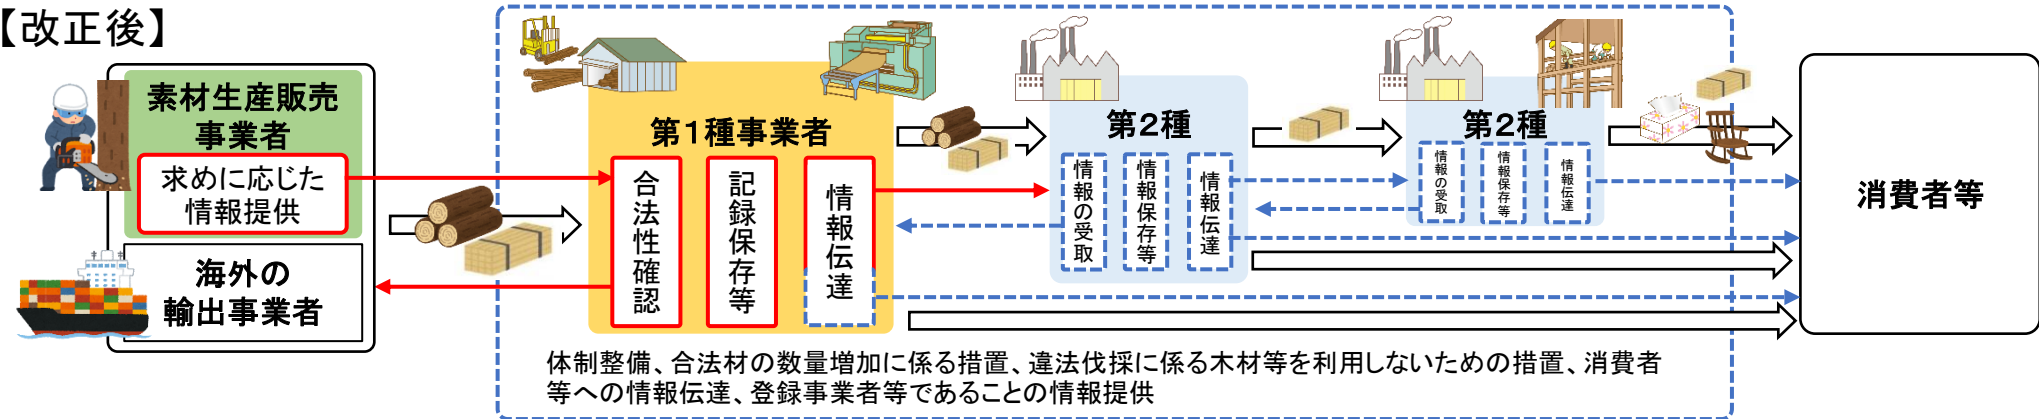 【改正後】
素材生産販売
事業者
求めに応じた
情報提供
海外の
輸出事業者
第１種事業者
合法性確認
記録保存等
情報伝達
第２種
情報の受取
情報保存等
情報伝達
第２種
情報の受取
情報保存等
情報伝達
消費者等
体制整備、合法材の数量増加に係る措置、違法伐採に係る木材等を利用しないための措置、消費者
等への情報伝達、登録事業者等であることの情報提供